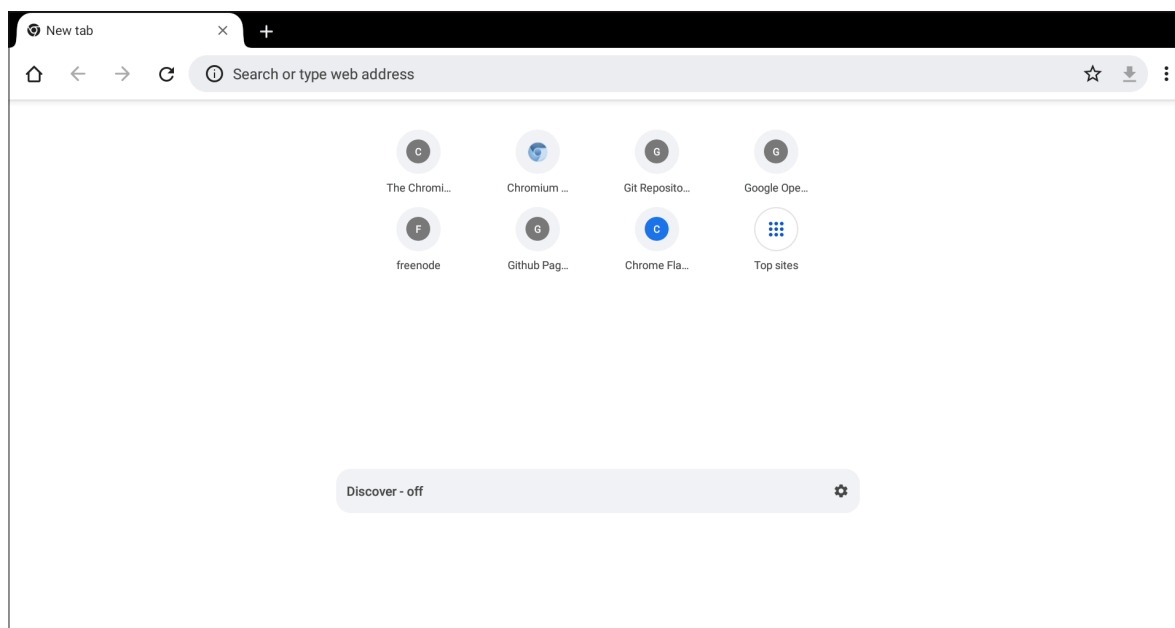 New tab
Search or type web address
C
G
G
The Chromi...
Chromium ...
Git Reposito...
Google Ope...
F
G
C
freenode
Github Pag...
Chrome Fla...
Top sites
Discover - off